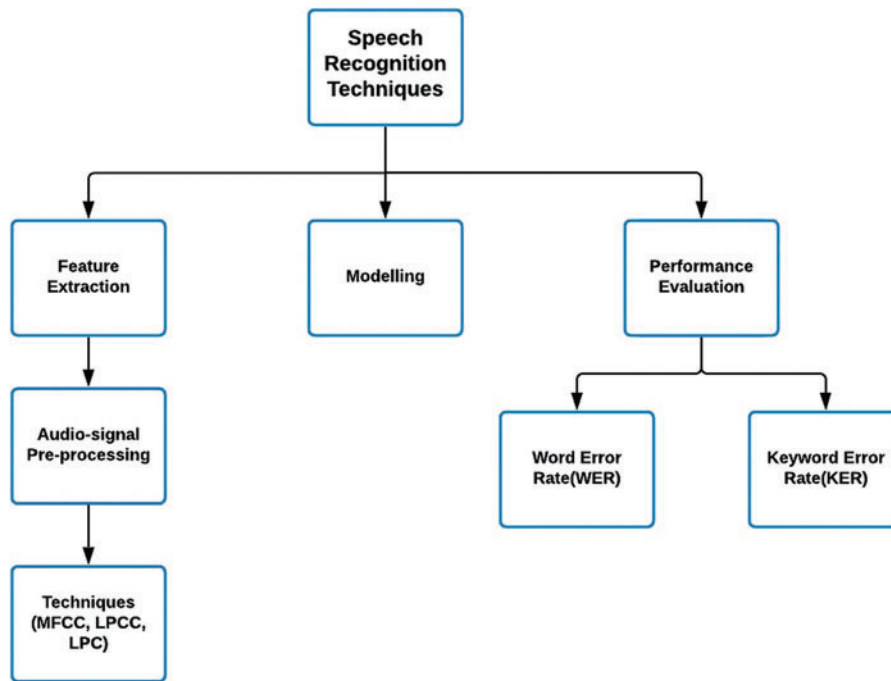 Speech
Recognition
Techniques
Feature
Extraction
Modelling
Performance
Evaluation
Audio-signal
Pre-processing
Word Error
Rate(WER)
Keyword Error
Rate(KER)
Techniques
(MFCC, LPCC,
LPC)